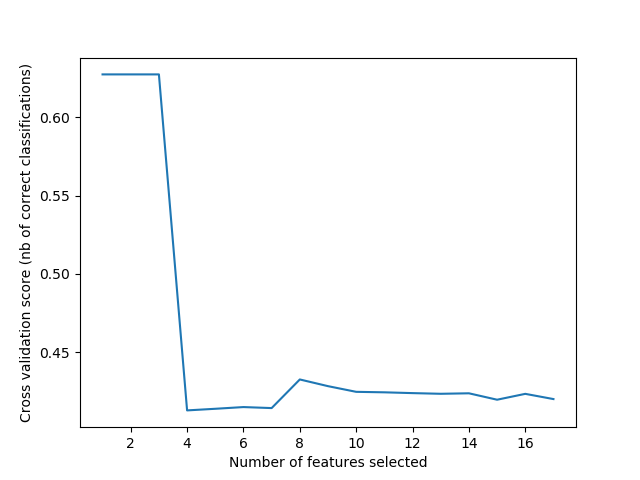 Cross validation score (nb of correct classifications)
0.60
0.55
0.50
0.45
2 4 6 8 10 12 14 16
Number of features selected